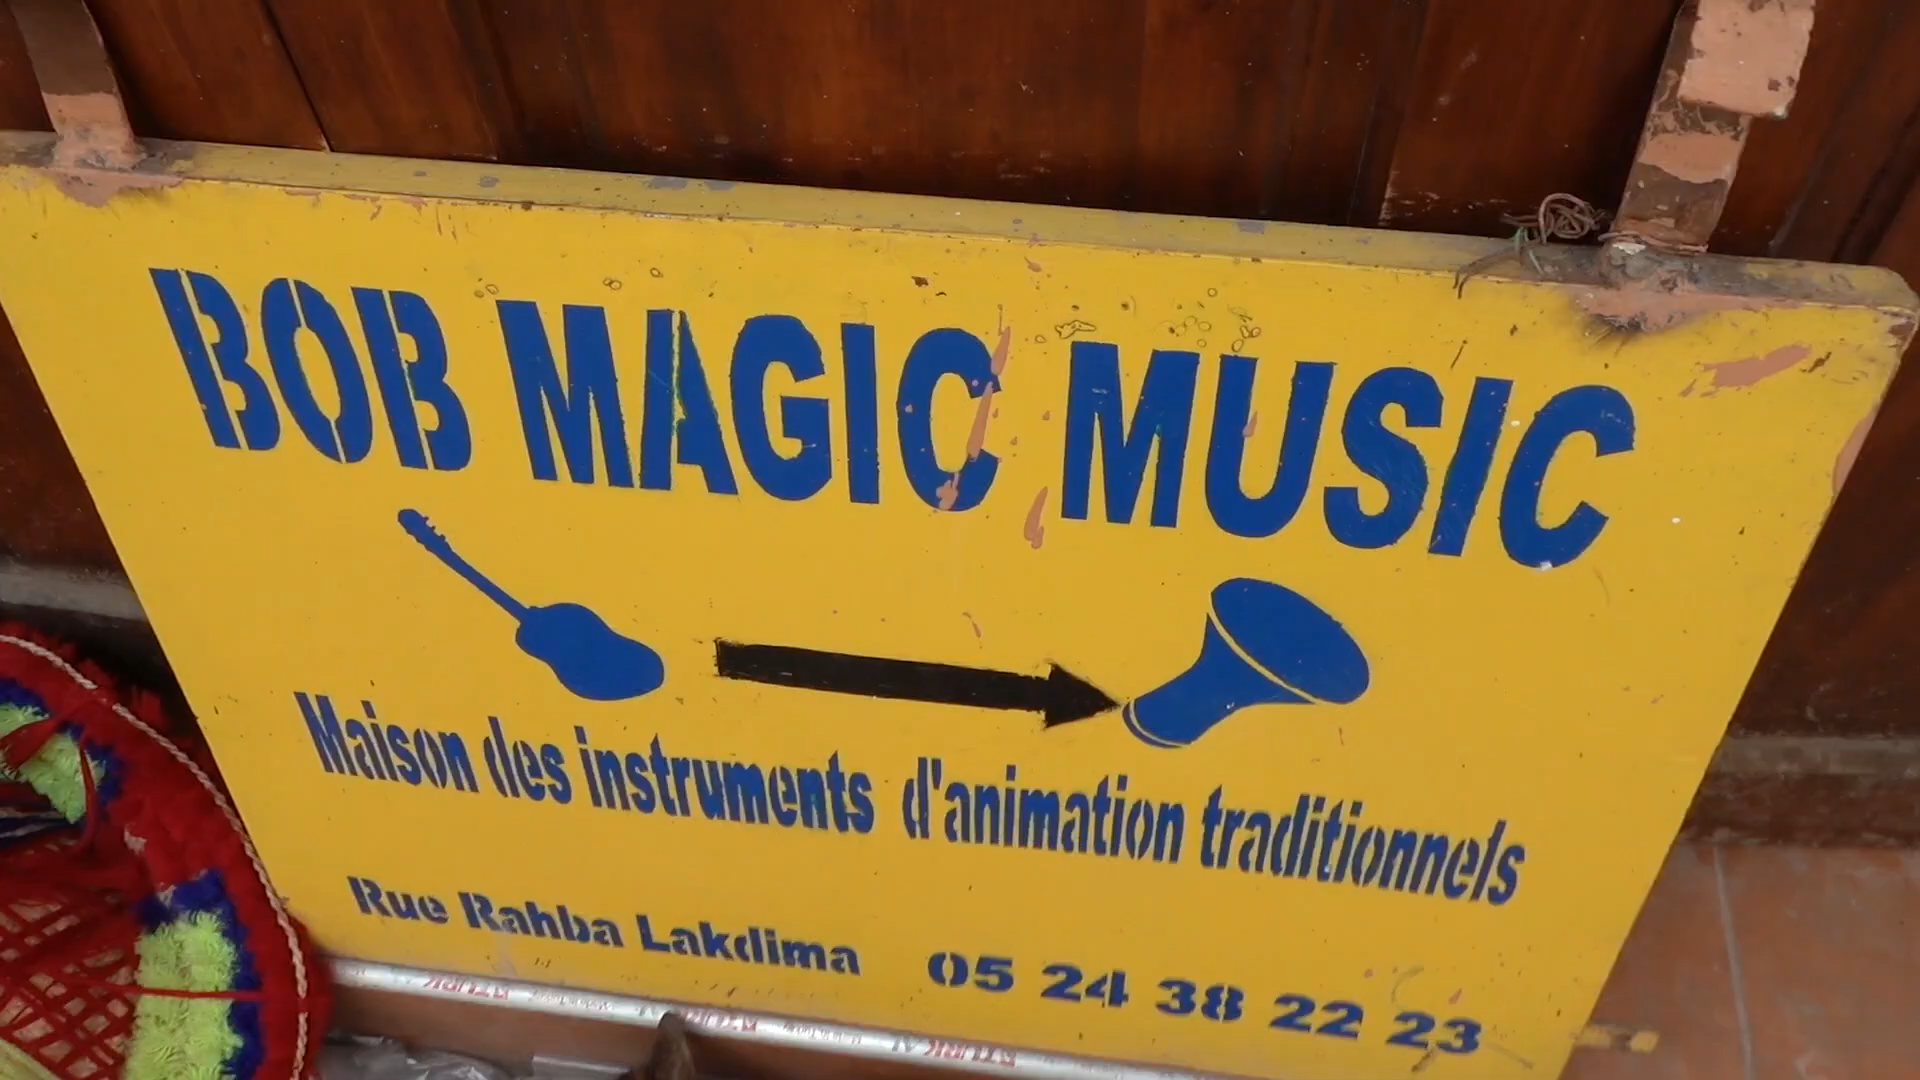 BOB MAGIC MUSIC
Maison des instruments d'animation traditionnels
Rue Rahba Lakdima 05 24 38 22 23